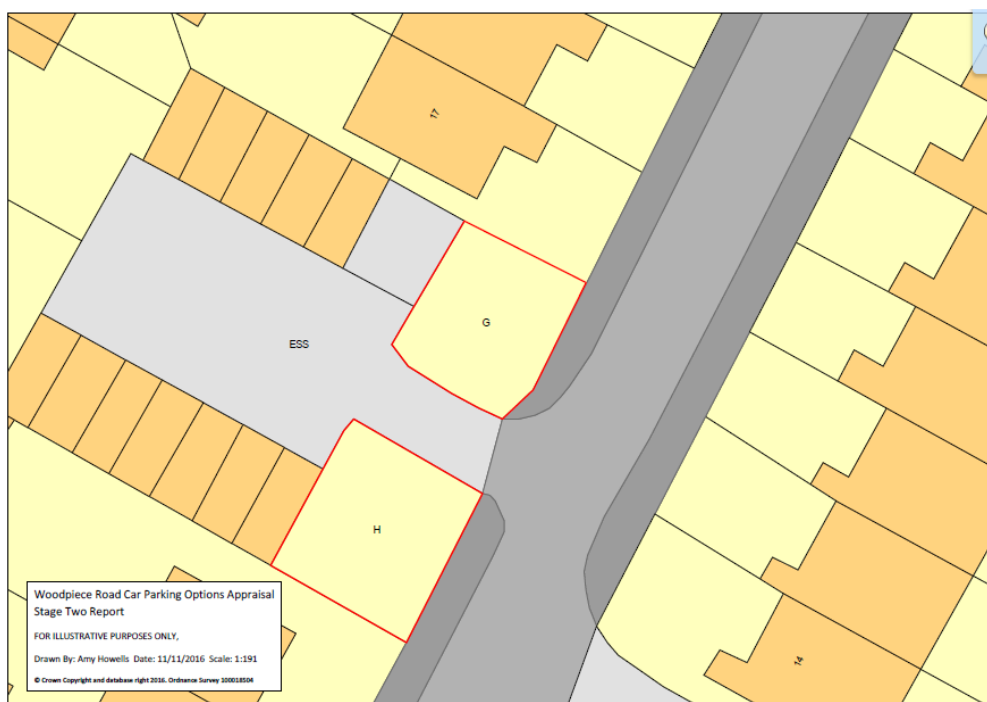 17
G
ESS
H
14
Woodpiece Road Car Parking Options Appraisal
Stage Two Report
FOR ILLUSTRATIVE PURPOSES ONLY,
Drawn By: Amy Howells Date: 11/11/2016 Scale: 1:191
© Crown Copyright and database right 2016. Ordnance Survey 100018504